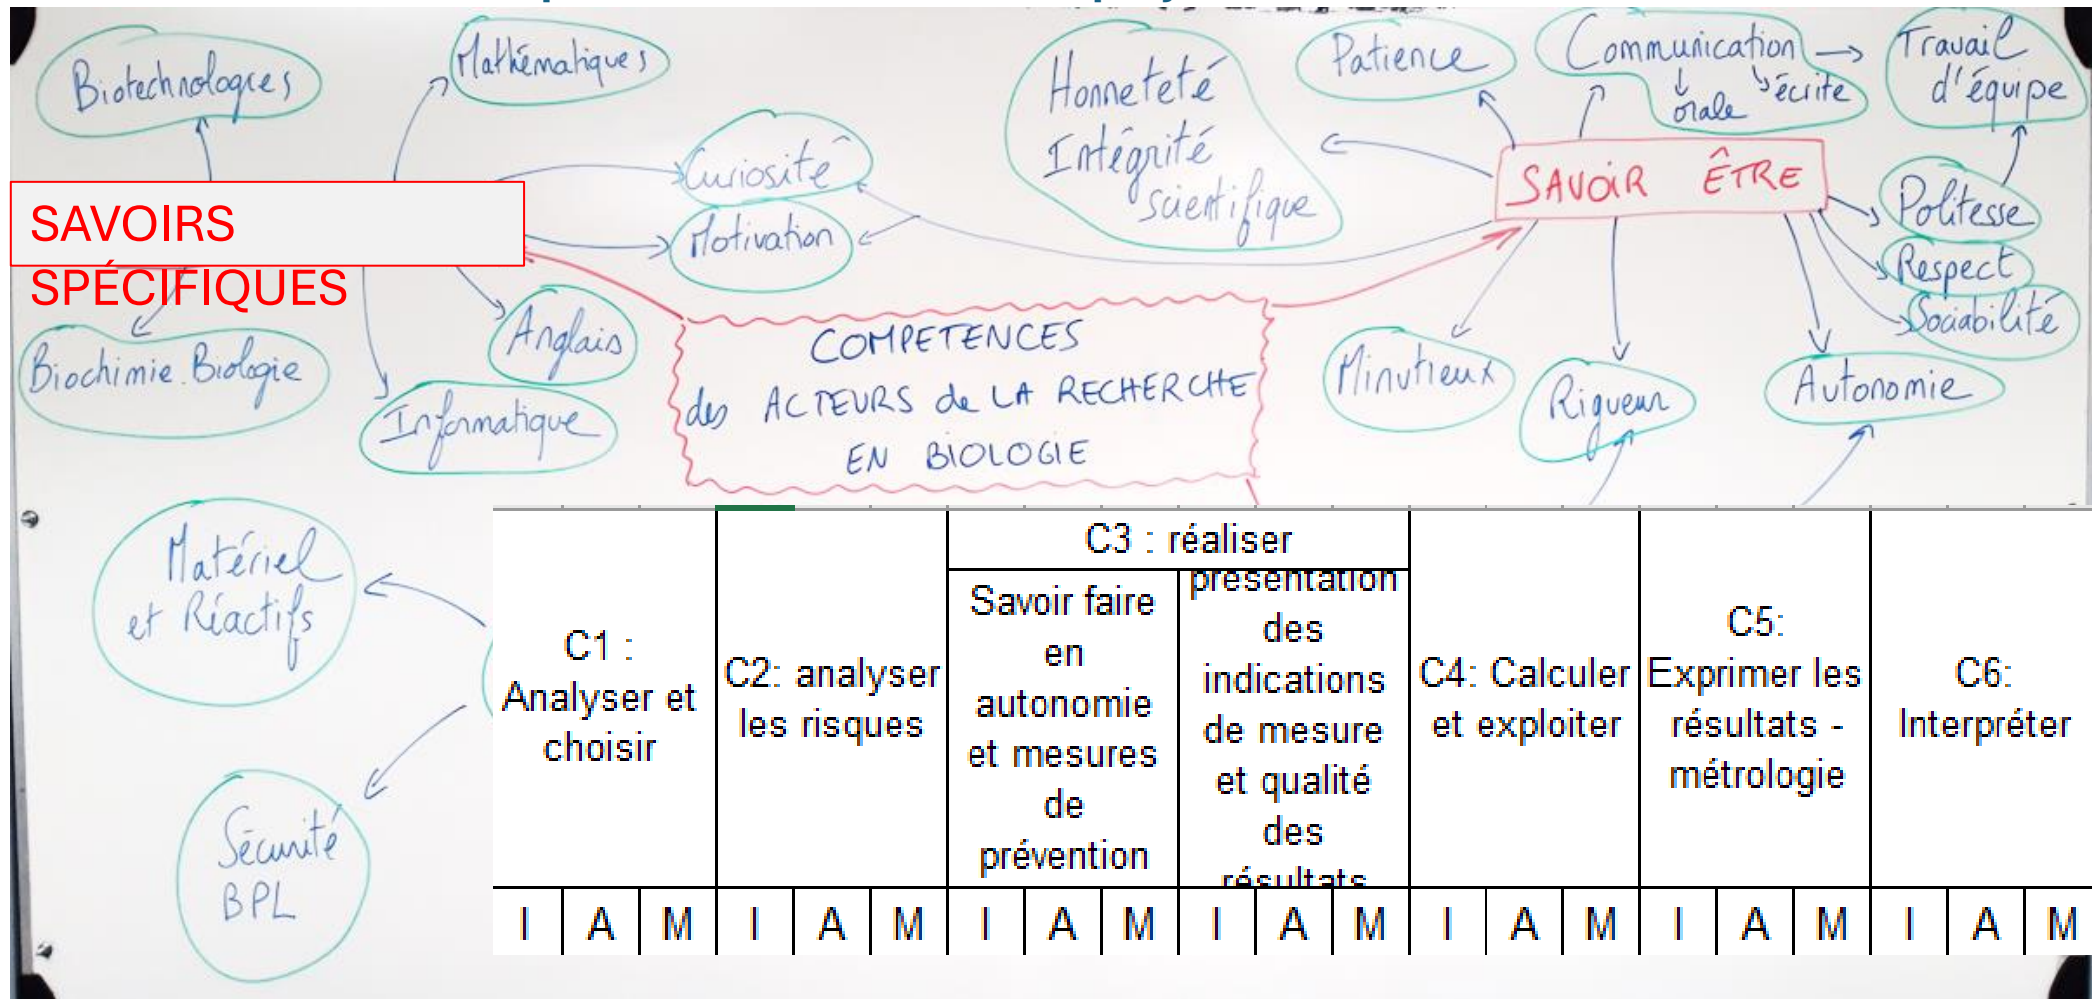 Biotechnologies
Mathématiques
Curiosité
Motivation
Honneteté
Intégrité
scientifique
Patience
Communication
orale
écrite
Travail
d'équipe
SAVOIR ÊTRE
Politesse
Respect
Sociabilité
SAVOIRS
SPÉCIFIQUES
Biochimie. Biologie
Anglais
Informatique
COMPETENCES
des ACTEURS de LA RECHERCHE
EN BIOLOGIE
Minutieux
Rigueur
Autonomie
Matériel
et Réactifs
Sécurité
BPL
C1 :
Analyser et
choisir
C2: analyser
les risques
C3 : réaliser
Savoir faire
en
autonomie
et mesures
de
prévention
présentation
des
indications
de mesure
et qualité
des
résultats
C4: Calculer
et exploiter
C5:
Exprimer les
résultats -
métrologie
C6:
Interpréter
I A M I A M I A M I A M I A M I A M I A M